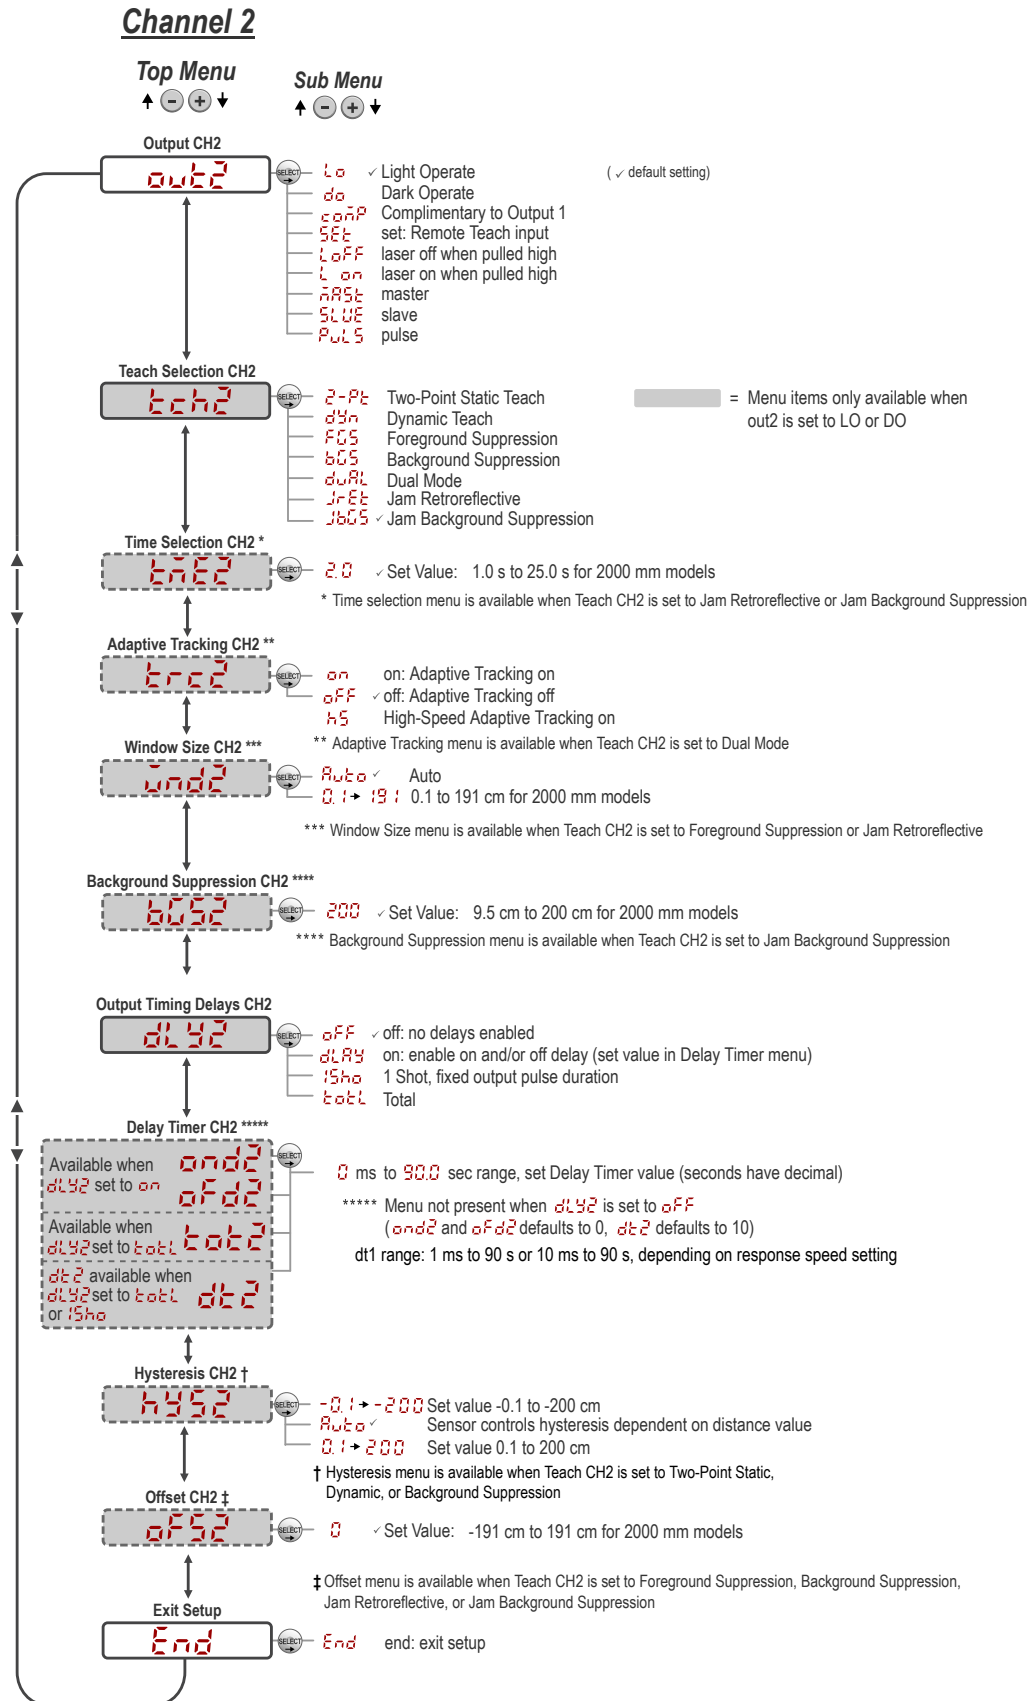 Channel 2
Top Menu
Sub Menu
- +
- +
Output CH2
out2
SELECT
Lo ✓ Light Operate
( ✓ default setting)
do Dark Operate
comP Complimentary to Output 1
SEt set: Remote Teach input
LoFF laser off when pulled high
L on laser on when pulled high
mASt master
SLUE slave
PuLS pulse
Teach Selection CH2
tch2
SELECT
2-Pt Two-Point Static Teach
dYn Dynamic Teach
FGS Foreground Suppression
bGS Background Suppression
duAL Dual Mode
JrEt Jam Retroreflective
JbGS ✓ Jam Background Suppression
= Menu items only available when
out2 is set to LO or DO
Time Selection CH2 *
tmE2
SELECT
2.0 ✓ Set Value: 1.0 s to 25.0 s for 2000 mm models
* Time selection menu is available when Teach CH2 is set to Jam Retroreflective or Jam Background Suppression
Adaptive Tracking CH2 **
trc2
SELECT
on on: Adaptive Tracking on
oFF ✓ off: Adaptive Tracking off
hS High-Speed Adaptive Tracking on
** Adaptive Tracking menu is available when Teach CH2 is set to Dual Mode
Window Size CH2 ***
wnd2
SELECT
Auto ✓ Auto
0.1 → 191 0.1 to 191 cm for 2000 mm models
*** Window Size menu is available when Teach CH2 is set to Foreground Suppression or Jam Retroreflective
Background Suppression CH2 ****
bGS2
SELECT
200 ✓ Set Value: 9.5 cm to 200 cm for 2000 mm models
**** Background Suppression menu is available when Teach CH2 is set to Jam Background Suppression
Output Timing Delays CH2
dLY2
SELECT
oFF ✓ off: no delays enabled
dLAY on: enable on and/or off delay (set value in Delay Timer menu)
1Sho 1 Shot, fixed output pulse duration
totL Total
Delay Timer CH2 *****
Available when
dLY2 set to on
ond2
oFd2
SELECT
0 ms to 90.0 sec range, set Delay Timer value (seconds have decimal)
***** Menu not present when dLY2 is set to oFF
( ond2 and oFd2 defaults to 0, dt2 defaults to 10)
dt1 range: 1 ms to 90 s or 10 ms to 90 s, depending on response speed setting
Available when
dLY2 set to totL
tot2
dt2 available when
dLY2 set to totL
or 1Sho
dt2
Hysteresis CH2 †
hYS2
SELECT
-0.1 → -200 Set value -0.1 to -200 cm
Auto ✓ Sensor controls hysteresis dependent on distance value
0.1 → 200 Set value 0.1 to 200 cm
† Hysteresis menu is available when Teach CH2 is set to Two-Point Static,
Dynamic, or Background Suppression
Offset CH2 ‡
oFS2
SELECT
0 ✓ Set Value: -191 cm to 191 cm for 2000 mm models
‡ Offset menu is available when Teach CH2 is set to Foreground Suppression, Background Suppression,
Jam Retroreflective, or Jam Background Suppression
Exit Setup
End
SELECT
End end: exit setup